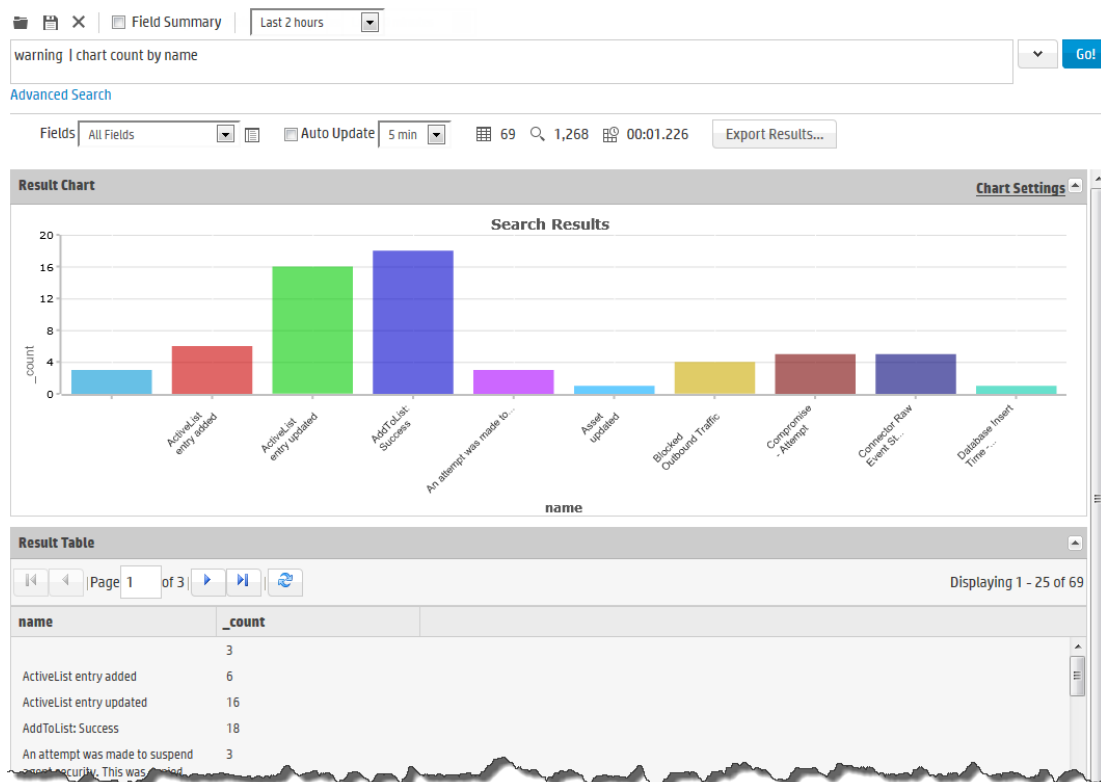 Field Summary Last 2 hours
warning | chart count by name
Go!
Advanced Search
Fields All Fields Auto Update 5 min 69 1,268 00:01.226 Export Results...
Result Chart Chart Settings
Search Results
20
16
12
8
4
0
_count
ActiveList
entry added
ActiveList
entry updated
AddToList:
Success
An attempt was made to...
Asset
updated
Blocked
Outbound Traffic
Compromise
- Attempt
Connector Raw
Event St...
Database Insert
Time -...
name
Result Table
Page 1 of 3 Displaying 1 - 25 of 69
name _count
3
ActiveList entry added 6
ActiveList entry updated 16
AddToList: Success 18
An attempt was made to suspend 3
security. This was